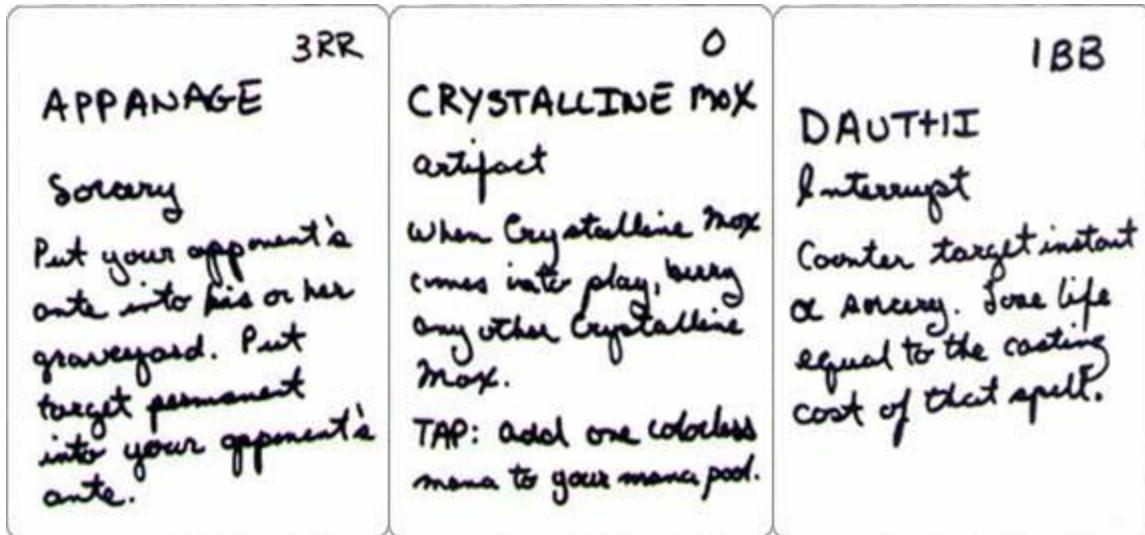 3RR
APPANAGE
Sorcery
Put your opponent's
ante into his or her
graveyard. Put
target permanent
into your opponent's
ante.
0
CRYSTALLINE MOX
Artifact
When Crystalline Mox
comes into play, bury
any other Crystalline
Mox.
TAP: add one colorless
mana to your mana pool.
1BB
DAUTHI
Interrupt
Counter target instant
or sorcery. Lose life
equal to the casting
cost of that spell.